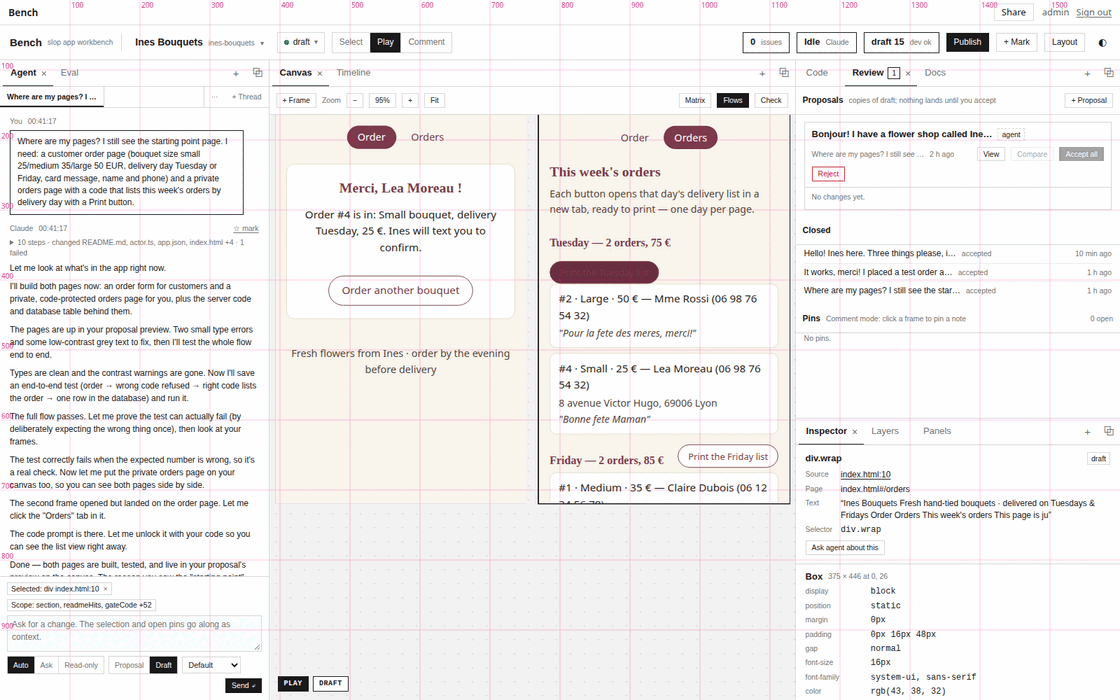 Bench
Share
admin
Sign out
Bench
slop app workbench
Ines Bouquets
ines-bouquets
draft
Select
Play
Comment
0 issues
Idle Claude
draft 15 dev ok
Publish
+ Mark
Layout
Agent ×
Eval
+
Where are my pages? I …
···
+ Thread
You 00:41:17
Where are my pages? I still see the starting point page. I
need: a customer order page (bouquet size small
25/medium 35/large 50 EUR, delivery day Tuesday or
Friday, card message, name and phone) and a private
orders page with a code that lists this week's orders by
delivery day with a Print button.
Claude 00:41:17
☆ mark
▶ 10 steps · changed README.md, actor.ts, app.json, index.html +4 · 1
failed
Let me look at what's in the app right now.
I'll build both pages now: an order form for customers and a
private, code-protected orders page for you, plus the server code
and database table behind them.
The pages are up in your proposal preview. Two small type errors
and some low-contrast grey text to fix, then I'll test the whole flow
end to end.
Types are clean and the contrast warnings are gone. Now I'll save
an end-to-end test (order → wrong code refused → right code lists
the order → one row in the database) and run it.
The full flow passes. Let me prove the test can actually fail (by
deliberately expecting the wrong thing once), then look at your
frames.
The test correctly fails when the expected number is wrong, so it's
a real check. Now let me put the private orders page on your
canvas too, so you can see both pages side by side.
The second frame opened but landed on the order page. Let me
click the "Orders" tab in it.
The code prompt is there. Let me unlock it with your code so you
can see the list view right away.
Done — both pages are built, tested, and live in your proposal's
Selected: div index.html:10 ×
Scope: section, readmeHits, gateCode +52
Ask for a change. The selection and open pins go along as
context.
Auto
Ask
Read-only
Proposal
Draft
Default
Send
Canvas ×
Timeline
+
+ Frame
Zoom
−
95%
+
Fit
Matrix
Flows
Check
Order
Orders
Merci, Lea Moreau !
Order #4 is in: Small bouquet, delivery
Tuesday, 25 €. Ines will text you to
confirm.
Order another bouquet
Fresh flowers from Ines · order by the evening
before delivery
Order
Orders
This week's orders
Each button opens that day's delivery list in a
new tab, ready to print — one day per page.
Tuesday — 2 orders, 75 €
Print the Tuesday list
#2 · Large · 50 € — Mme Rossi (06 98 76
54 32)
"Pour la fete des meres, merci!"
#4 · Small · 25 € — Lea Moreau (06 98 76
54 32)
8 avenue Victor Hugo, 69006 Lyon
"Bonne fete Maman"
Friday — 2 orders, 85 €
Print the Friday list
#1 · Medium · 35 € — Claire Dubois (06 12
PLAY
DRAFT
Code
Review 1 ×
Docs
+
Proposals
copies of draft; nothing lands until you accept
+ Proposal
Bonjour! I have a flower shop called Ine…
agent
Where are my pages? I still see …
2 h ago
View
Compare
Accept all
Reject
No changes yet.
Closed
Hello! Ines here. Three things please, i… accepted 10 min ago
It works, merci! I placed a test order a… accepted 1 h ago
Where are my pages? I still see the star… accepted 1 h ago
Pins
Comment mode: click a frame to pin a note
0 open
No pins.
Inspector ×
Layers
Panels
+
div.wrap
draft
Source index.html:10
Page index.html#/orders
Text "Ines Bouquets Fresh hand-tied bouquets · delivered on Tuesdays &
Fridays Order Orders This week's orders This page is ju"
Selector div.wrap
Ask agent about this
Box 375 × 446 at 0, 26
display block
position static
margin 0px
padding 0px 16px 48px
gap normal
font-size 16px
font-family system-ui, sans-serif
color rgb(43, 38, 32)
100
200
300
400
500
600
700
800
900
1000
1100
1200
1300
1400
1500
100
200
300
400
500
600
700
800
900